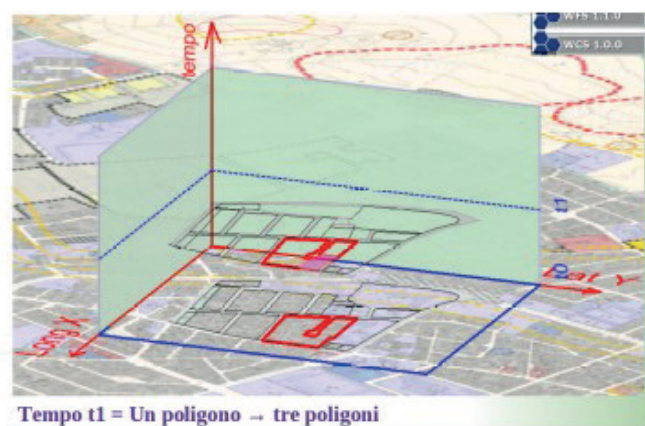 WFS 1.1.0
WCS 1.0.0
tempo
t1
t0
Lat Y
Long X
Tempo t1 = Un poligono → tre poligoni